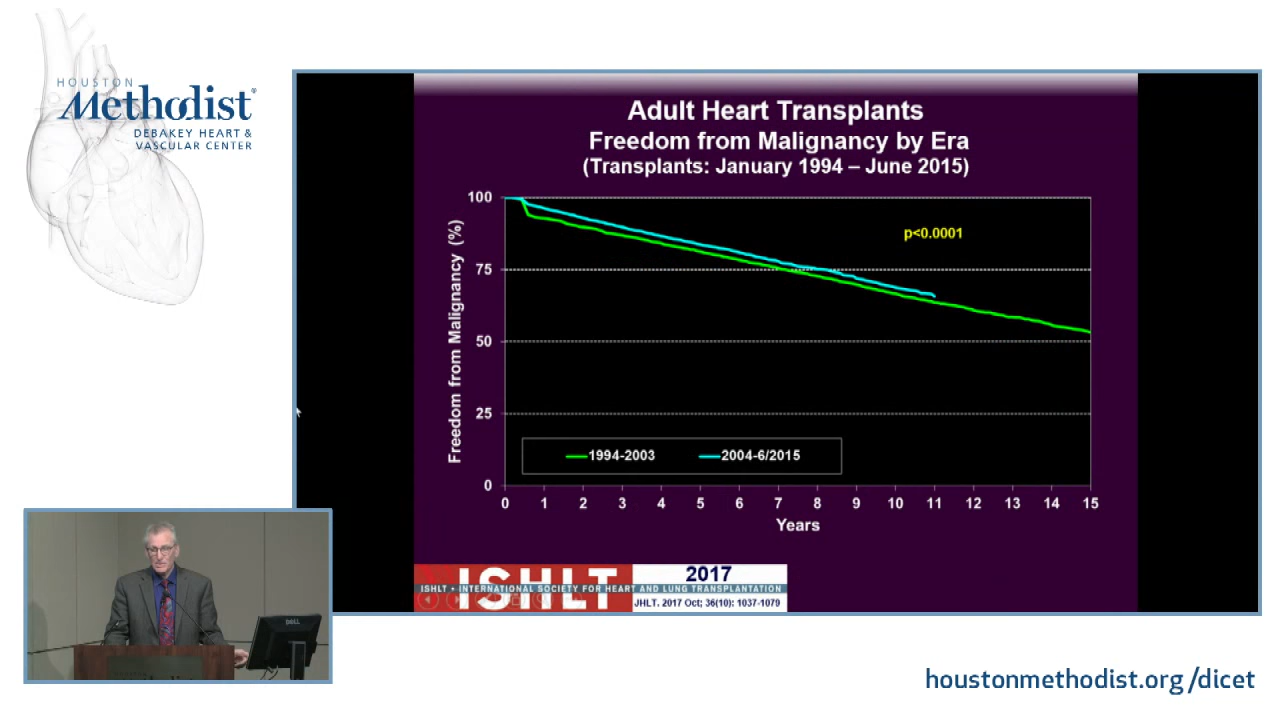 HOUSTON
Methodist®
DEBAKEY HEART &
VASCULAR CENTER
Adult Heart Transplants
Freedom from Malignancy by Era
(Transplants: January 1994 – June 2015)
Freedom from Malignancy (%)
100
75
50
25
0
p<0.0001
1994-2003
2004-6/2015
0 1 2 3 4 5 6 7 8 9 10 11 12 13 14 15
Years
ISHLT
2017
ISHLT • INTERNATIONAL SOCIETY FOR HEART AND LUNG TRANSPLANTATION
JHLT. 2017 Oct; 36(10): 1037-1079
DELL
houstonmethodist.org/dicet